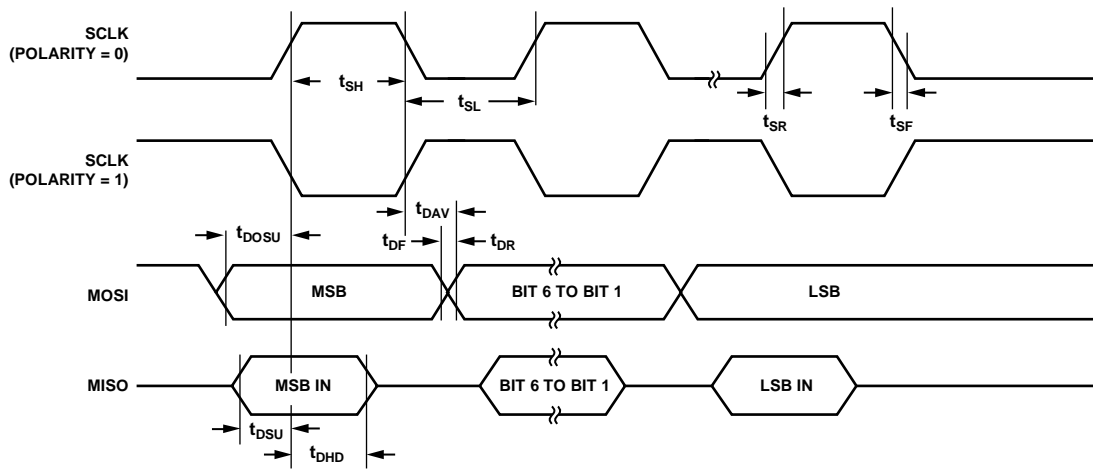 SCLK
(POLARITY = 0)
tSH
tSL
tSR
tSF
SCLK
(POLARITY = 1)
tDAV
tDOSU
tDF
tDR
MOSI
MSB
BIT 6 TO BIT 1
LSB
MISO
MSB IN
BIT 6 TO BIT 1
LSB IN
tDSU
tDHD